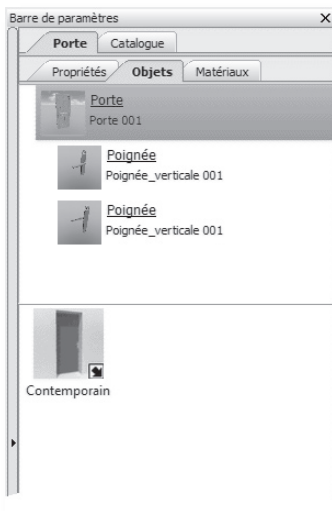 Barre de paramètres
Porte Catalogue
Propriétés Objets Matériaux
Porte
Porte 001
Poignée
Poignée_verticale 001
Poignée
Poignée_verticale 001
Contemporain